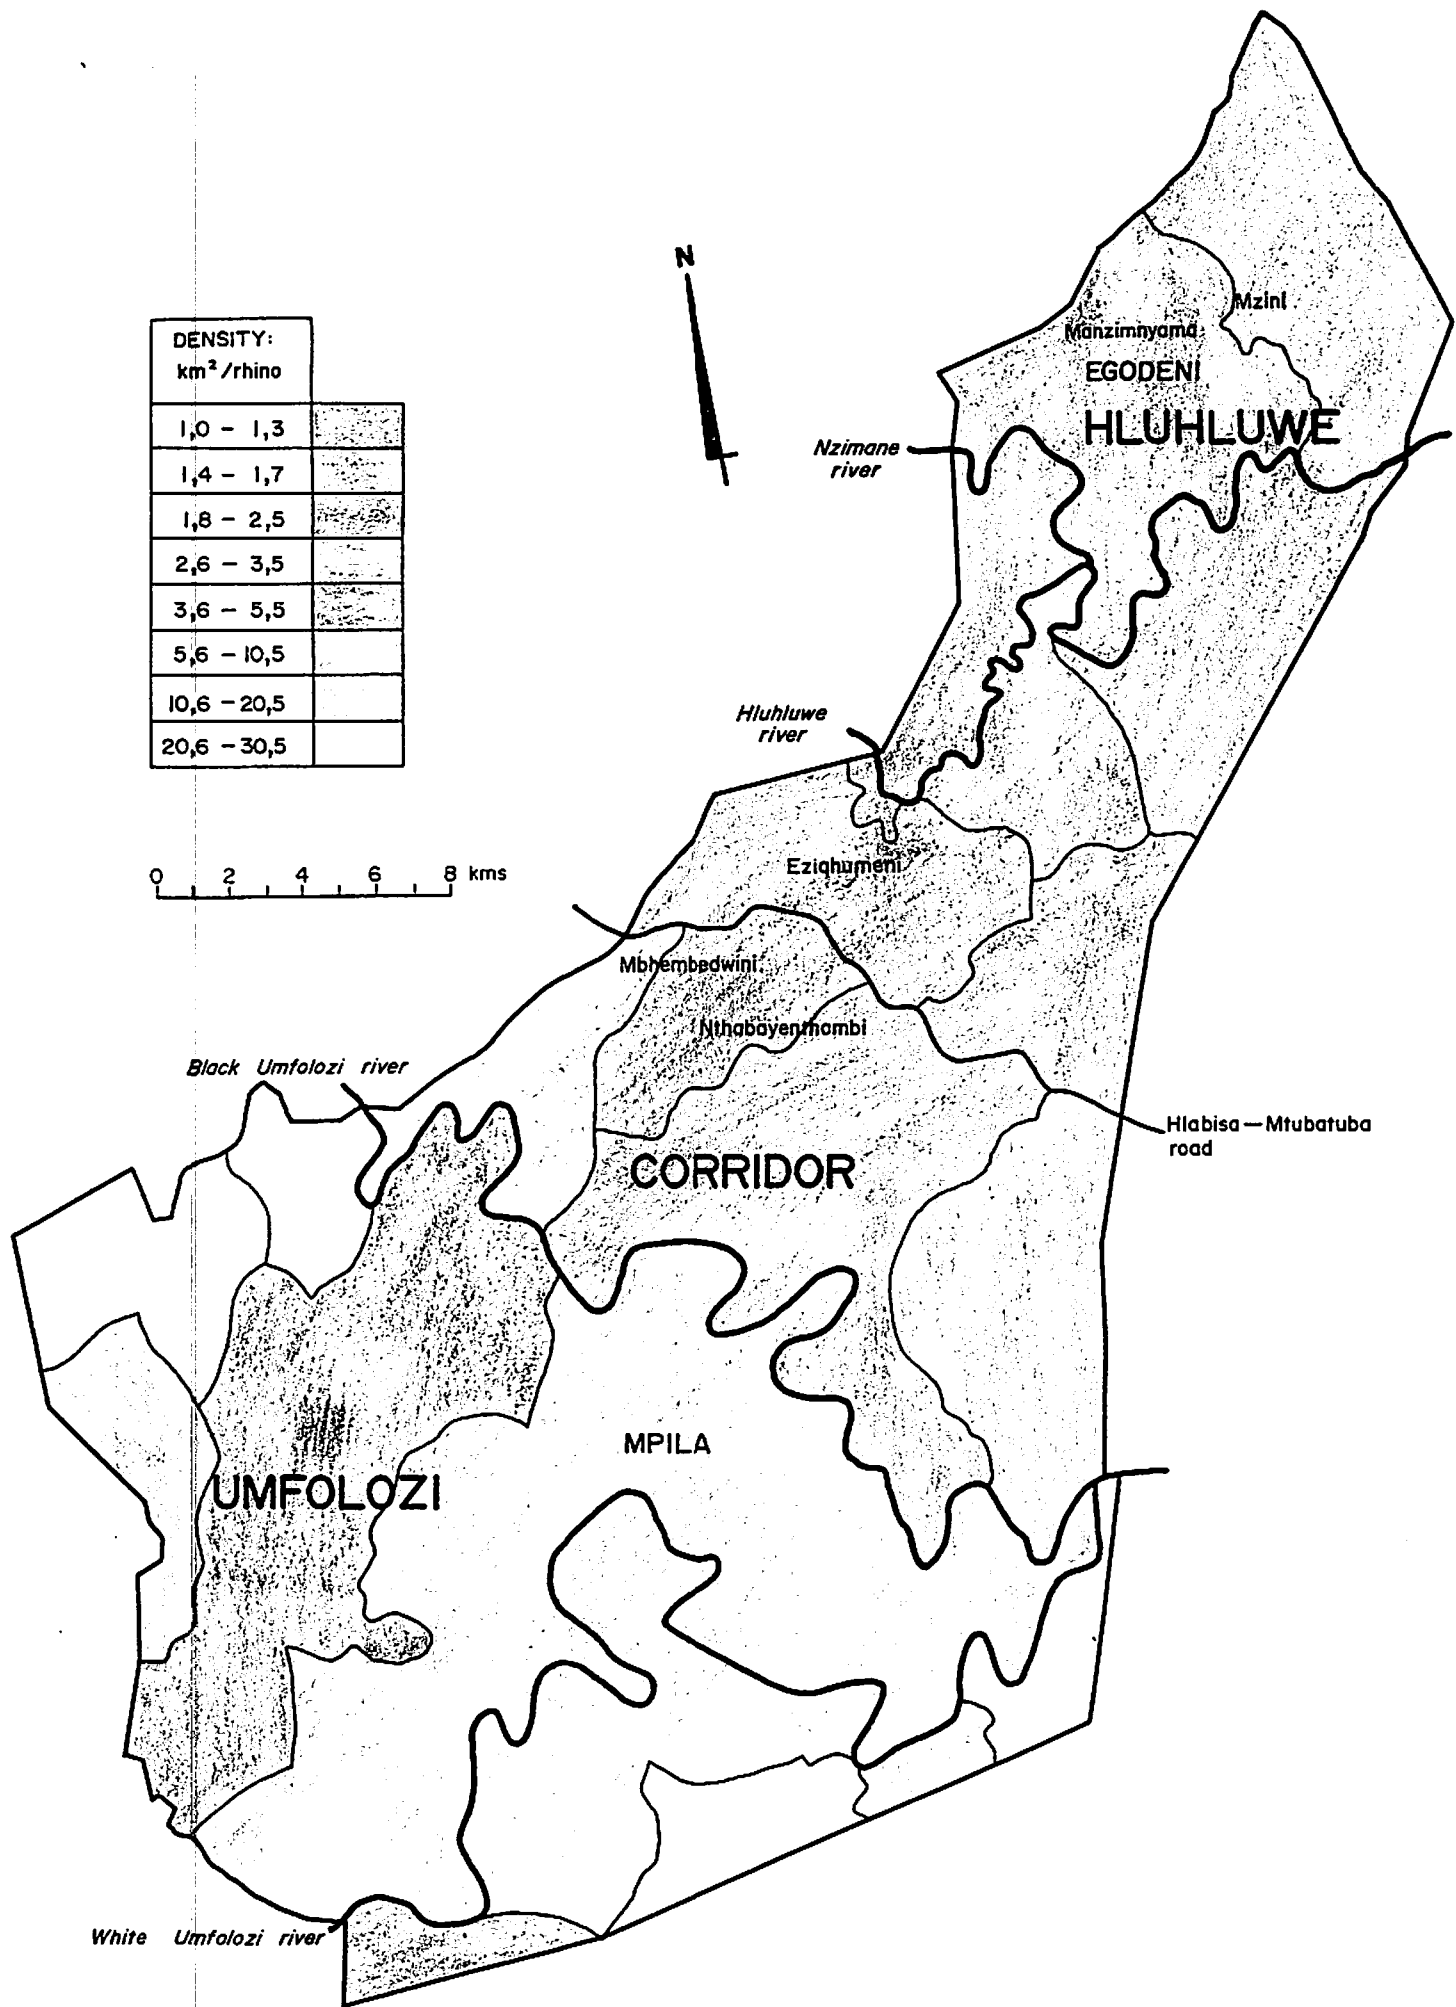 N
Mzini
Manzimnyama
EGODENI
HLUHLUWE
DENSITY:
km²/rhino
1,0 - 1,3
1,4 - 1,7
1,8 - 2,5
2,6 - 3,5
3,6 - 5,5
5,6 - 10,5
10,6 - 20,5
20,6 - 30,5
Nzimane
river
Hluhluwe
river
0 2 4 6 8 kms
Eziqhumeni
Mbhembedwini
Nthabayenthambi
Black Umfolozi river
Hlabisa — Mtubatuba
road
CORRIDOR
MPILA
UMFOLOZI
White Umfolozi river